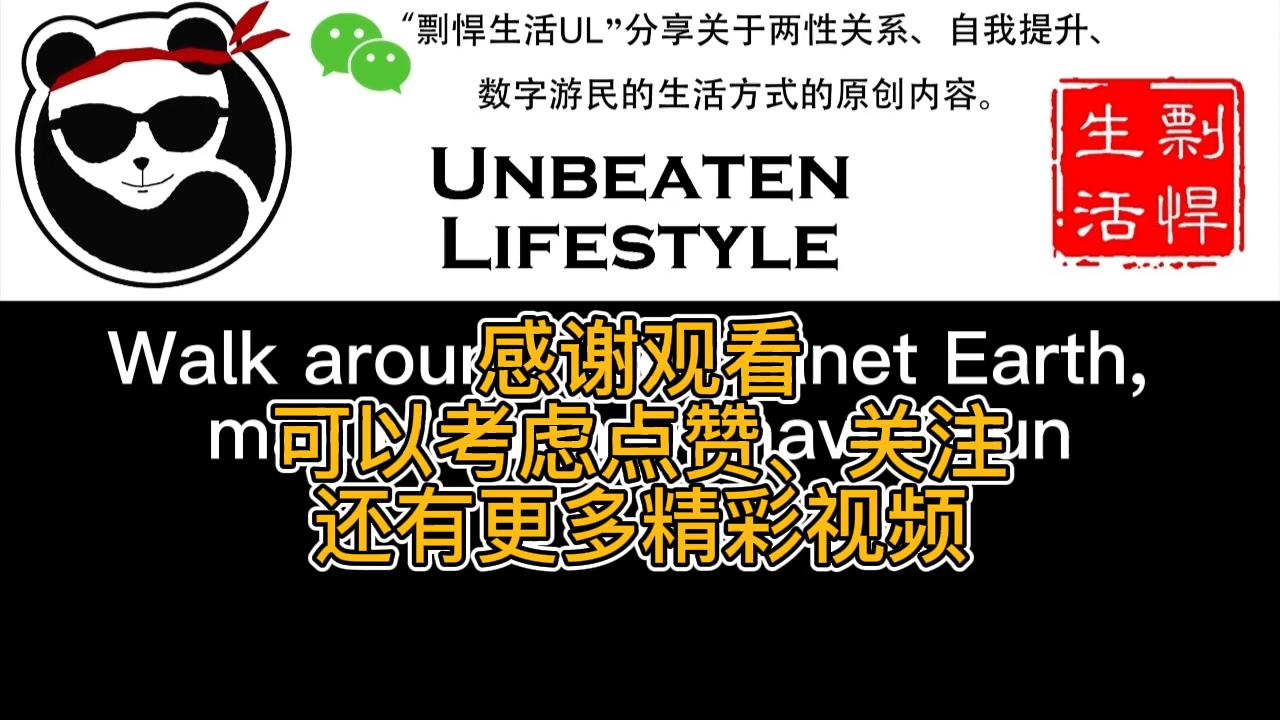 “剽悍生活UL”分享关于两性关系、自我提升、
数字游民的生活方式的原创内容。
UNBEATEN
LIFESTYLE
剽悍
生活
Walk Earth,
感谢观看
可以考虑点赞、关注
还有更多精彩视频